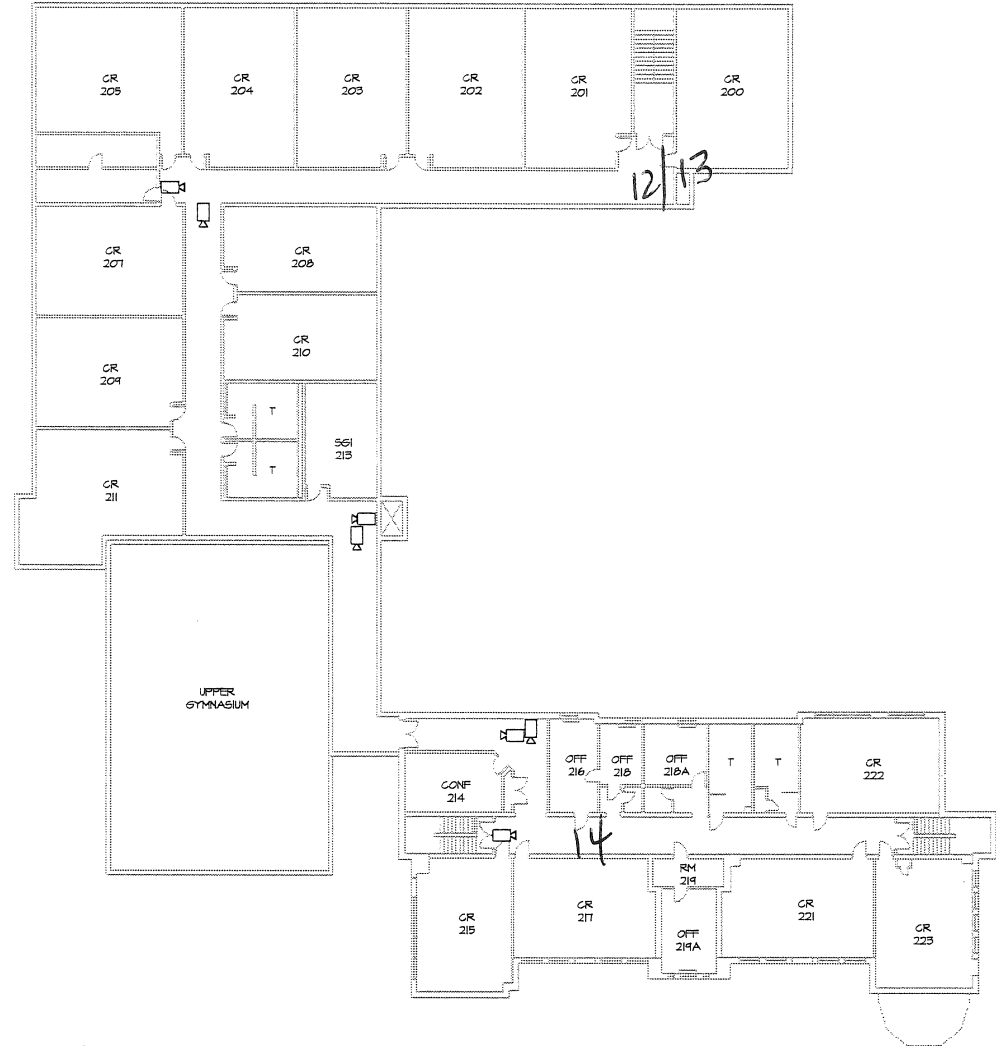 CR
205
CR
204
CR
203
CR
202
CR
201
CR
200
12/13
CR
207
CR
208
CR
209
CR
210
T
T
SGI
213
CR
211
UPPER
GYMNASIUM
CONF
214
OFF
216
OFF
218
OFF
218A
T
T
CR
222
14
CR
215
CR
217
RM
219
OFF
219A
CR
221
CR
223